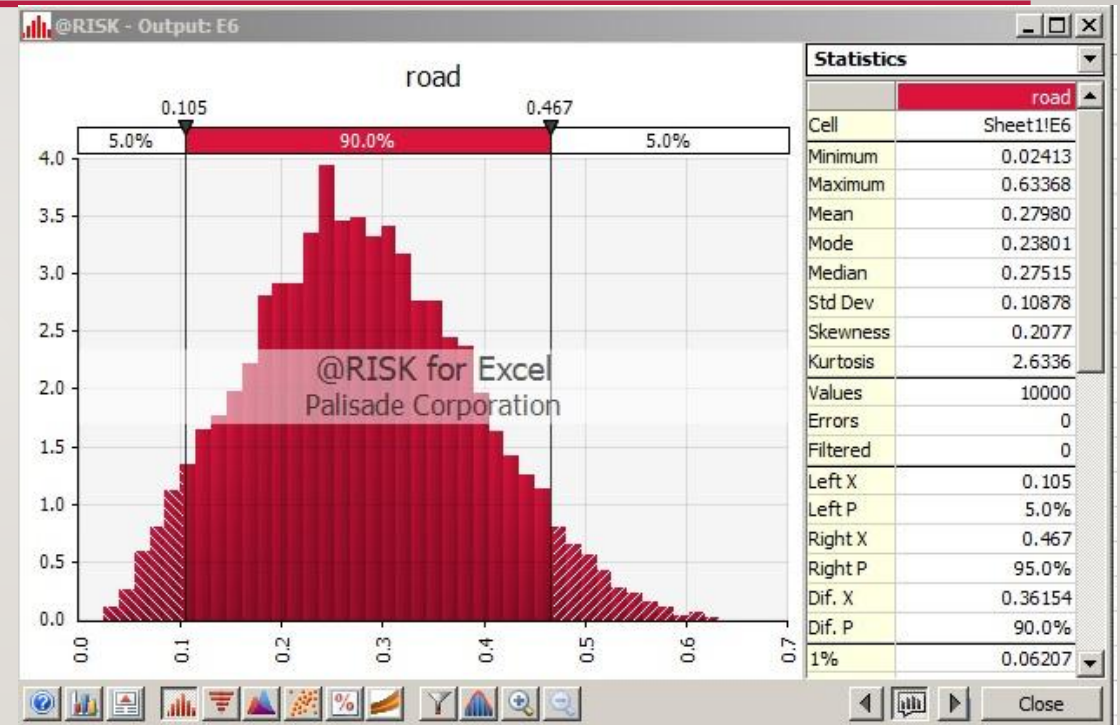 @RISK - Output: E6
road
0.105 0.467
5.0% 90.0% 5.0%
4.0
3.5
3.0
2.5
2.0
1.5
1.0
0.5
0.0
@RISK for Excel
Palisade Corporation
0.0 0.1 0.2 0.3 0.4 0.5 0.6 0.7
Statistics
road
Cell Sheet1!E6
Minimum 0.02413
Maximum 0.63368
Mean 0.27980
Mode 0.23801
Median 0.27515
Std Dev 0.10878
Skewness 0.2077
Kurtosis 2.6336
Values 10000
Errors 0
Filtered 0
Left X 0.105
Left P 5.0%
Right X 0.467
Right P 95.0%
Dif. X 0.36154
Dif. P 90.0%
1% 0.06207
? %
Close